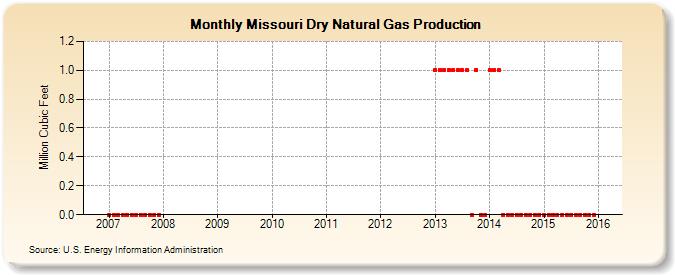 Monthly Missouri Dry Natural Gas Production
Million Cubic Feet
1.2
1.0
0.8
0.6
0.4
0.2
0.0
2007 2008 2009 2010 2011 2012 2013 2014 2015 2016
Source: U.S. Energy Information Administration